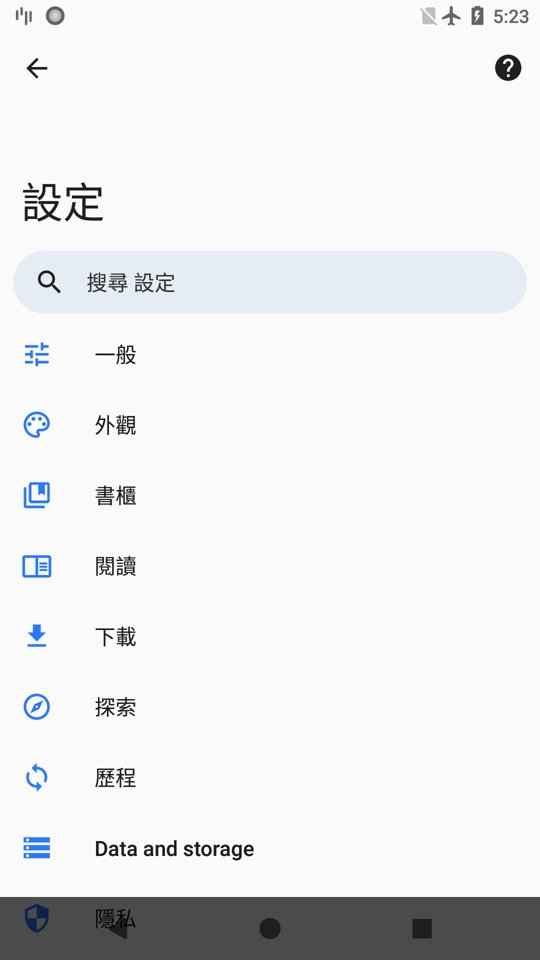 5:23
設定
搜尋 設定
一般
外觀
書櫃
閱讀
下載
探索
歷程
Data and storage
隱私